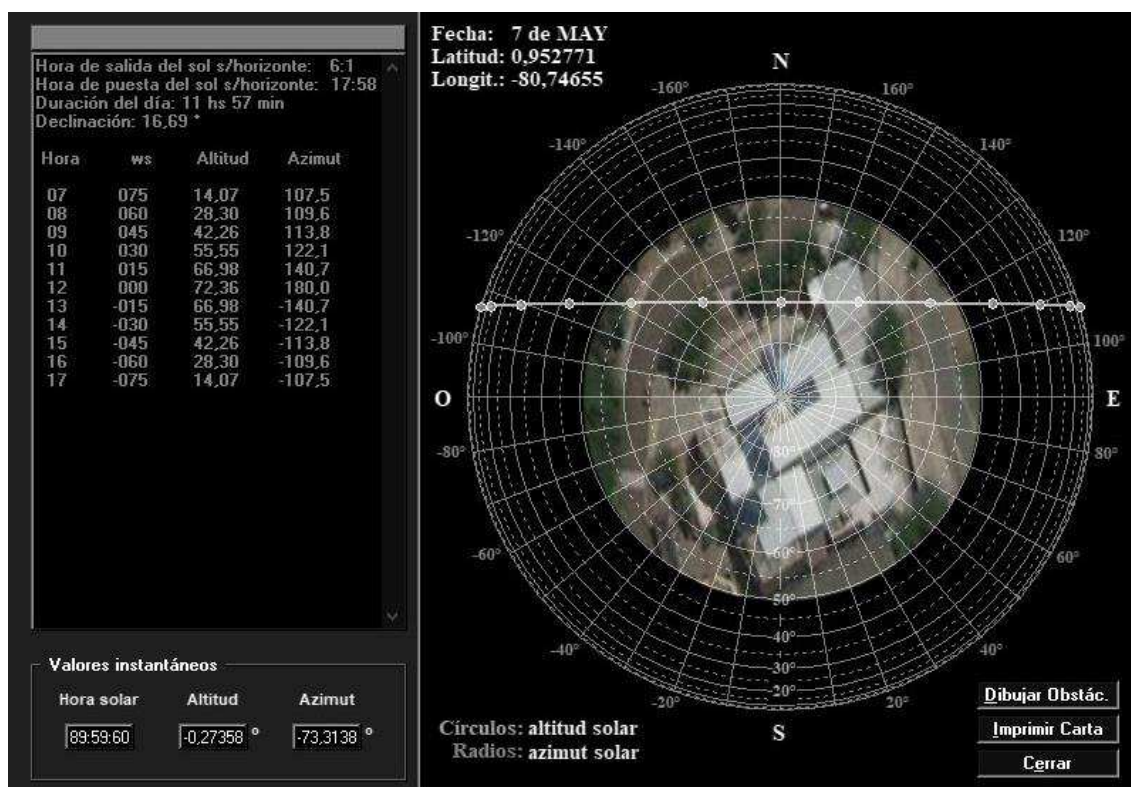 Hora de salida del sol s/horizonte: 6:1
Hora de puesta del sol s/horizonte: 17:58
Duración del día: 11 hs 57 min
Declinación: 16,69 °
Hora ws Altitud Azimut
07 075 14,07 107,5
08 060 28,30 109,6
09 045 42,26 113,8
10 030 55,55 122,1
11 015 66,98 140,7
12 000 72,36 180,0
13 -015 66,98 -140,7
14 -030 55,55 -122,1
15 -045 42,26 -113,8
16 -060 28,30 -109,6
17 -075 14,07 -107,5
Valores instantáneos
Hora solar Altitud Azimut
89:59:60 -0,27358 ° -73,3138 °
Fecha: 7 de MAY
Latitud: 0,952771
Longit.: -80,74655
N
-160° 160°
-140° 140°
-120° 120°
-100° 100°
O E
80°
-80° 80°
70°
-60° 60° 60°
50°
-40° 40° 40°
30°
-20° 20° 20°
S
Círculos: altitud solar
Radios: azimut solar
Dibujar Obstác.
Imprimir Carta
Cerrar